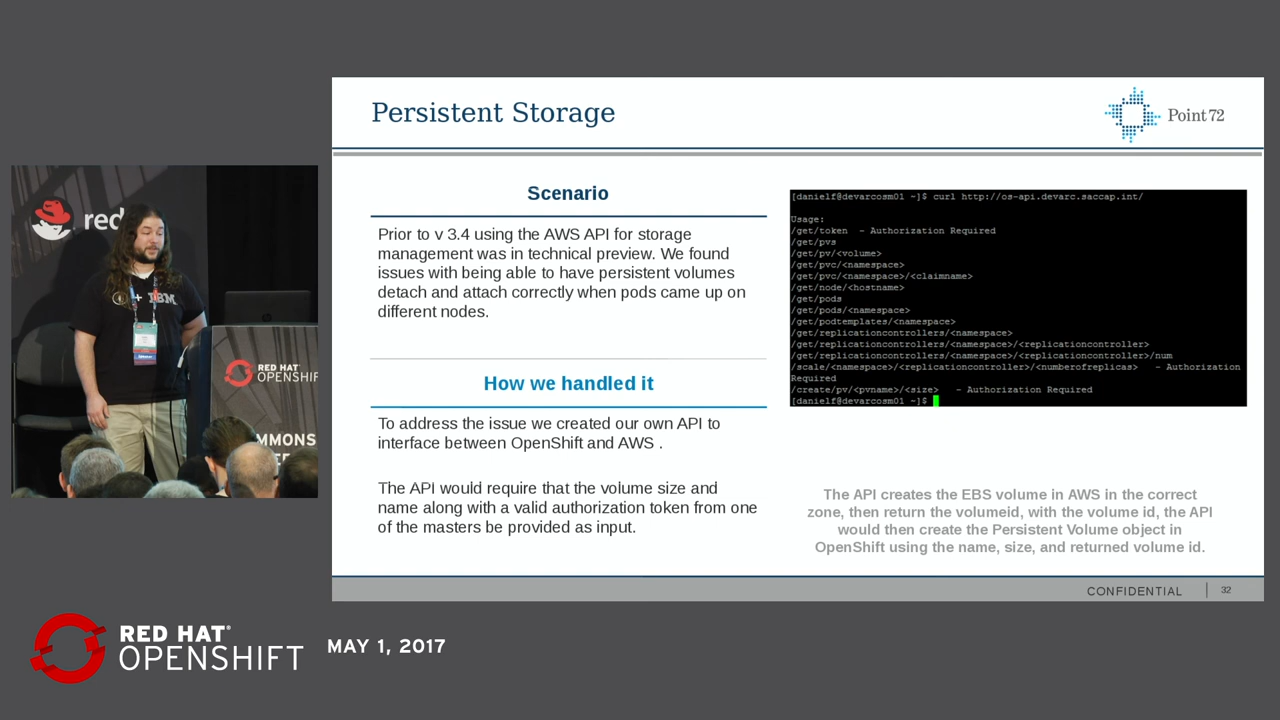 Persistent Storage
Point72
Scenario
Prior to v 3.4 using the AWS API for storage
management was in technical preview. We found
issues with being able to have persistent volumes
detach and attach correctly when pods came up on
different nodes.
How we handled it
To address the issue we created our own API to
interface between OpenShift and AWS .
The API would require that the volume size and
name along with a valid authorization token from one
of the masters be provided as input.
[danielf@devarcosm01 ~]$ curl http://os-api.devarc.saccap.int/
Usage:
/get/token - Authorization Required
/get/pvs
/get/pv/<volume>
/get/pvc/<namespace>
/get/pvc/<namespace>/<claimname>
/get/node/<hostname>
/get/pods
/get/pods/<namespace>
/get/podtemplates/<namespace>
/get/replicationcontrollers/<namespace>
/get/replicationcontrollers/<namespace>/<replicationcontroller>
/get/replicationcontrollers/<namespace>/<replicationcontroller>/num
/scale/<namespace>/<replicationcontroller>/<numberofreplicas> - Authorization
Required
/create/pv/<pvname>/<size> - Authorization Required
[danielf@devarcosm01 ~]$
The API creates the EBS volume in AWS in the correct
zone, then return the volumeid, with the volume id, the API
would then create the Persistent Volume object in
OpenShift using the name, size, and returned volume id.
CONFIDENTIAL
32
red
+ IBM
RED HAT
OPENSHIF
MMONS
RED HAT®
OPENSHIFT
MAY 1, 2017